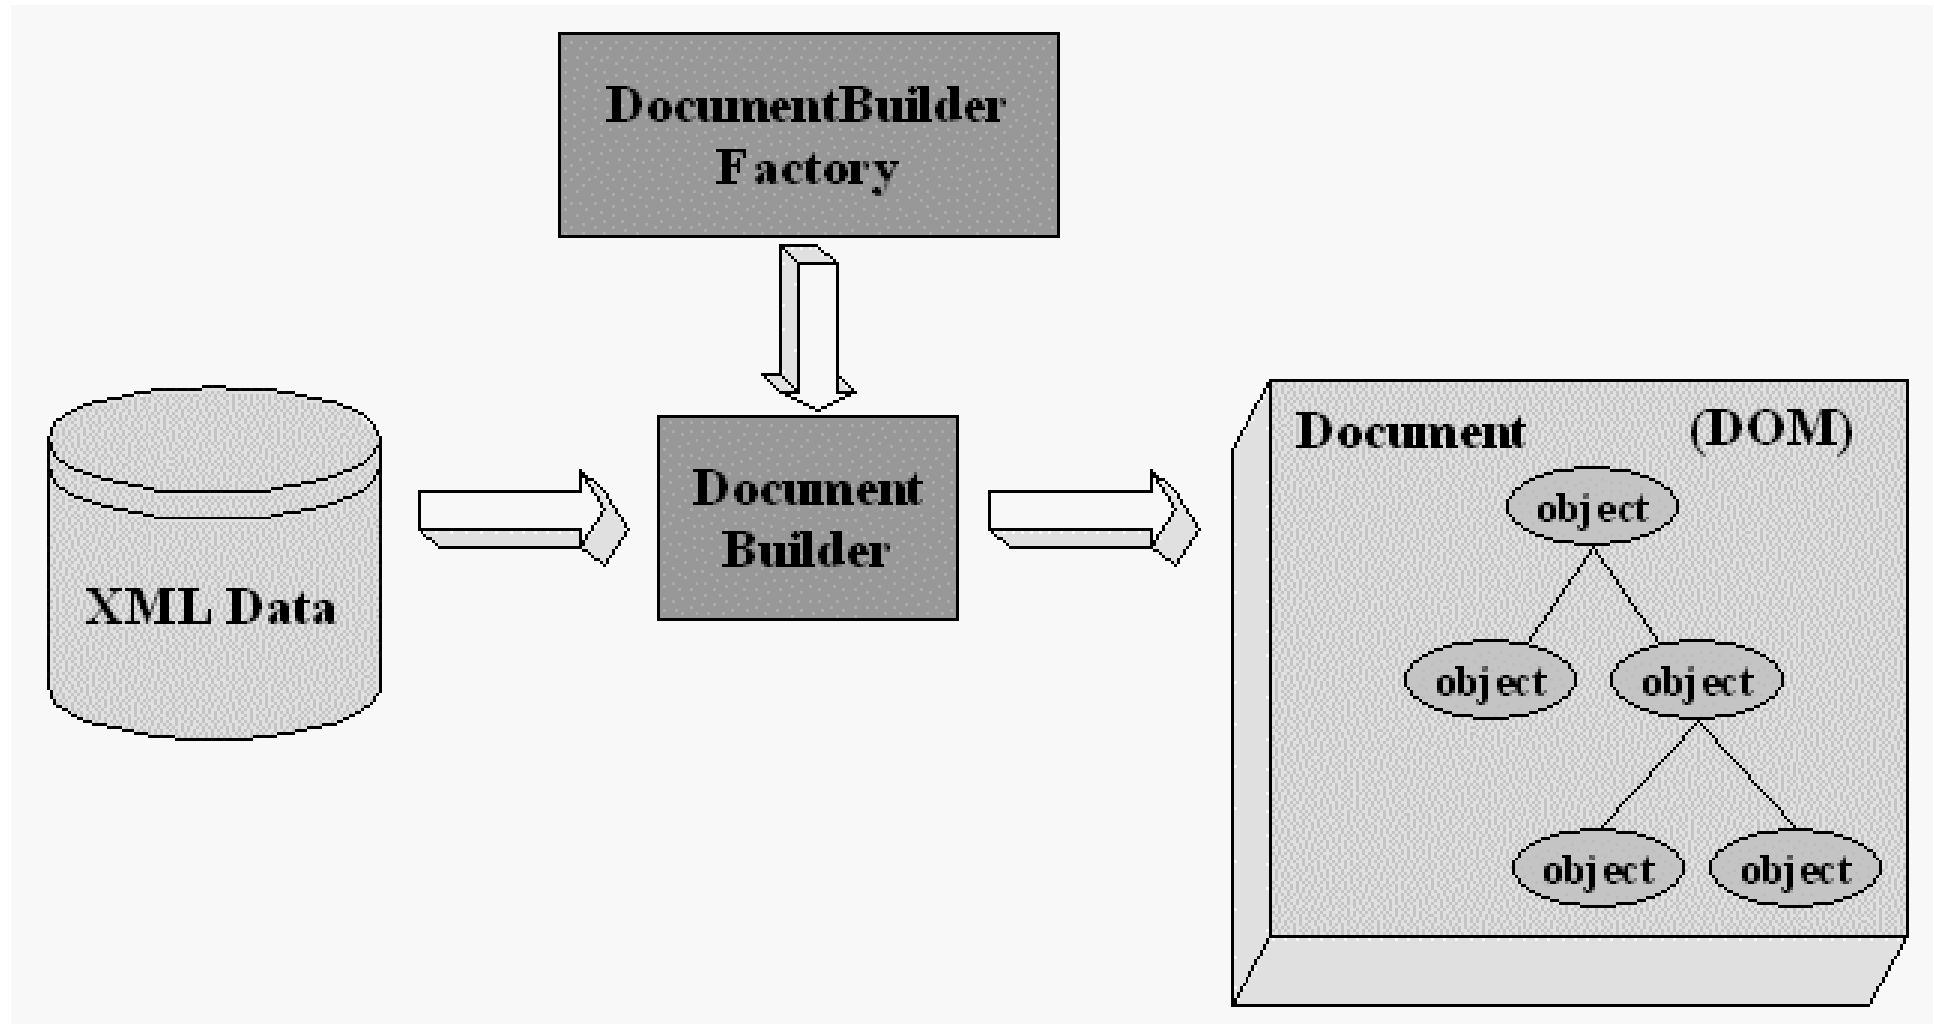 DocumentBuilder
Factory
XML Data
Document
Builder
Document (DOM)
object
object object
object object